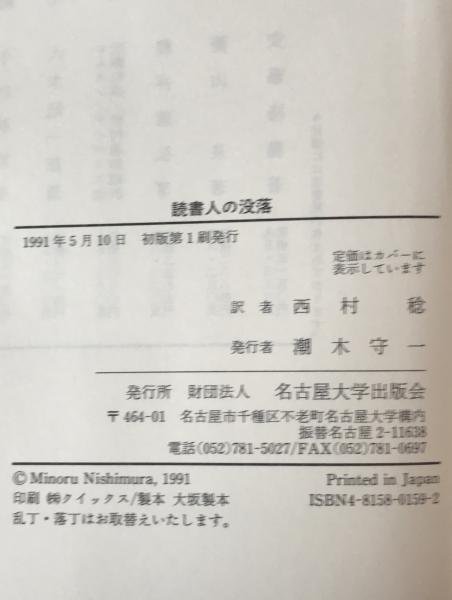 読書人の没落
1991年5月10日　初版第1刷発行
定価はカバーに
表示しています
訳者　西村　稔
発行者　潮木守一
発行所　財団法人　名古屋大学出版会
〒464-01　名古屋市千種区不老町名古屋大学構内
振替名古屋2-11638
電話(052)781-5027/FAX(052)781-0697
© Minoru Nishimura, 1991　Printed in Japan
印刷 ㈱クイックス/製本 大坂製本　ISBN4-8158-0159-2
乱丁・落丁はお取替えいたします。